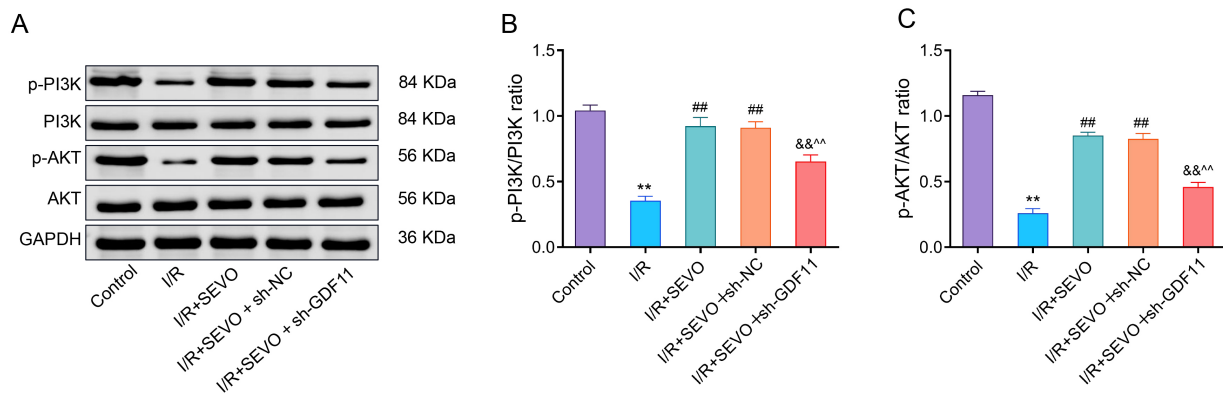 A
p-PI3K
84 KDa
PI3K
84 KDa
p-AKT
56 KDa
AKT
56 KDa
GAPDH
36 KDa
Control
I/R
I/R+SEVO
I/R+SEVO + sh-NC
I/R+SEVO + sh-GDF11
B
p-PI3K/PI3K ratio
1.5
1.0
0.5
0.0
**
##
##
&&^^
Control
I/R
I/R+SEVO
I/R+SEVO +sh-NC
I/R+SEVO +sh-GDF11
C
p-AKT/AKT ratio
1.5
1.0
0.5
0.0
**
##
##
&&^^
Control
I/R
I/R+SEVO
I/R+SEVO +sh-NC
I/R+SEVO +sh-GDF11